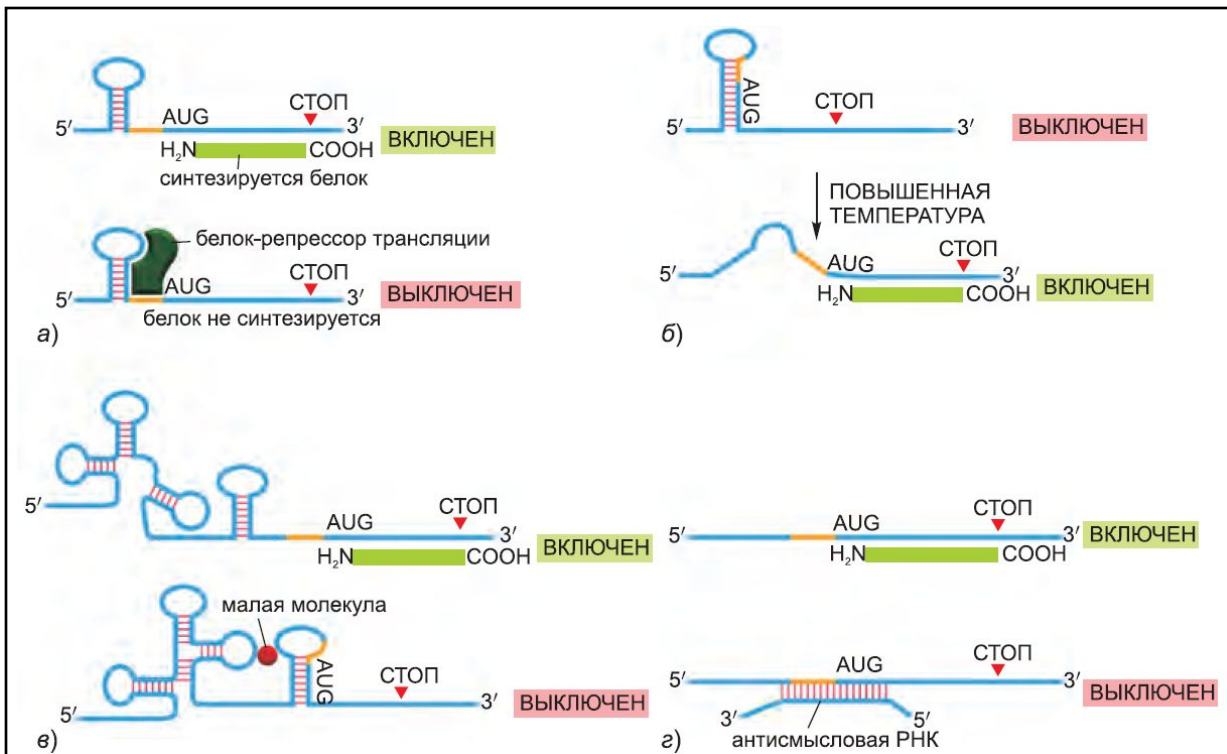 AUG
СТОП
5′
3′
ВКЛЮЧЕН
H₂N
COOH
синтезируется белок
белок-репрессор трансляции
AUG
СТОП
5′
3′
ВЫКЛЮЧЕН
белок не синтезируется
а)
AUG
СТОП
5′
3′
ВЫКЛЮЧЕН
ПОВЫШЕННАЯ
ТЕМПЕРАТУРА
5′
AUG
СТОП
3′
H₂N
COOH
ВКЛЮЧЕН
б)
5′
AUG
СТОП
3′
H₂N
COOH
ВКЛЮЧЕН
малая молекула
AUG
СТОП
5′
3′
ВЫКЛЮЧЕН
в)
5′
AUG
СТОП
3′
H₂N
COOH
ВКЛЮЧЕН
5′
AUG
СТОП
3′
ВЫКЛЮЧЕН
3′
5′
антисмысловая РНК
г)